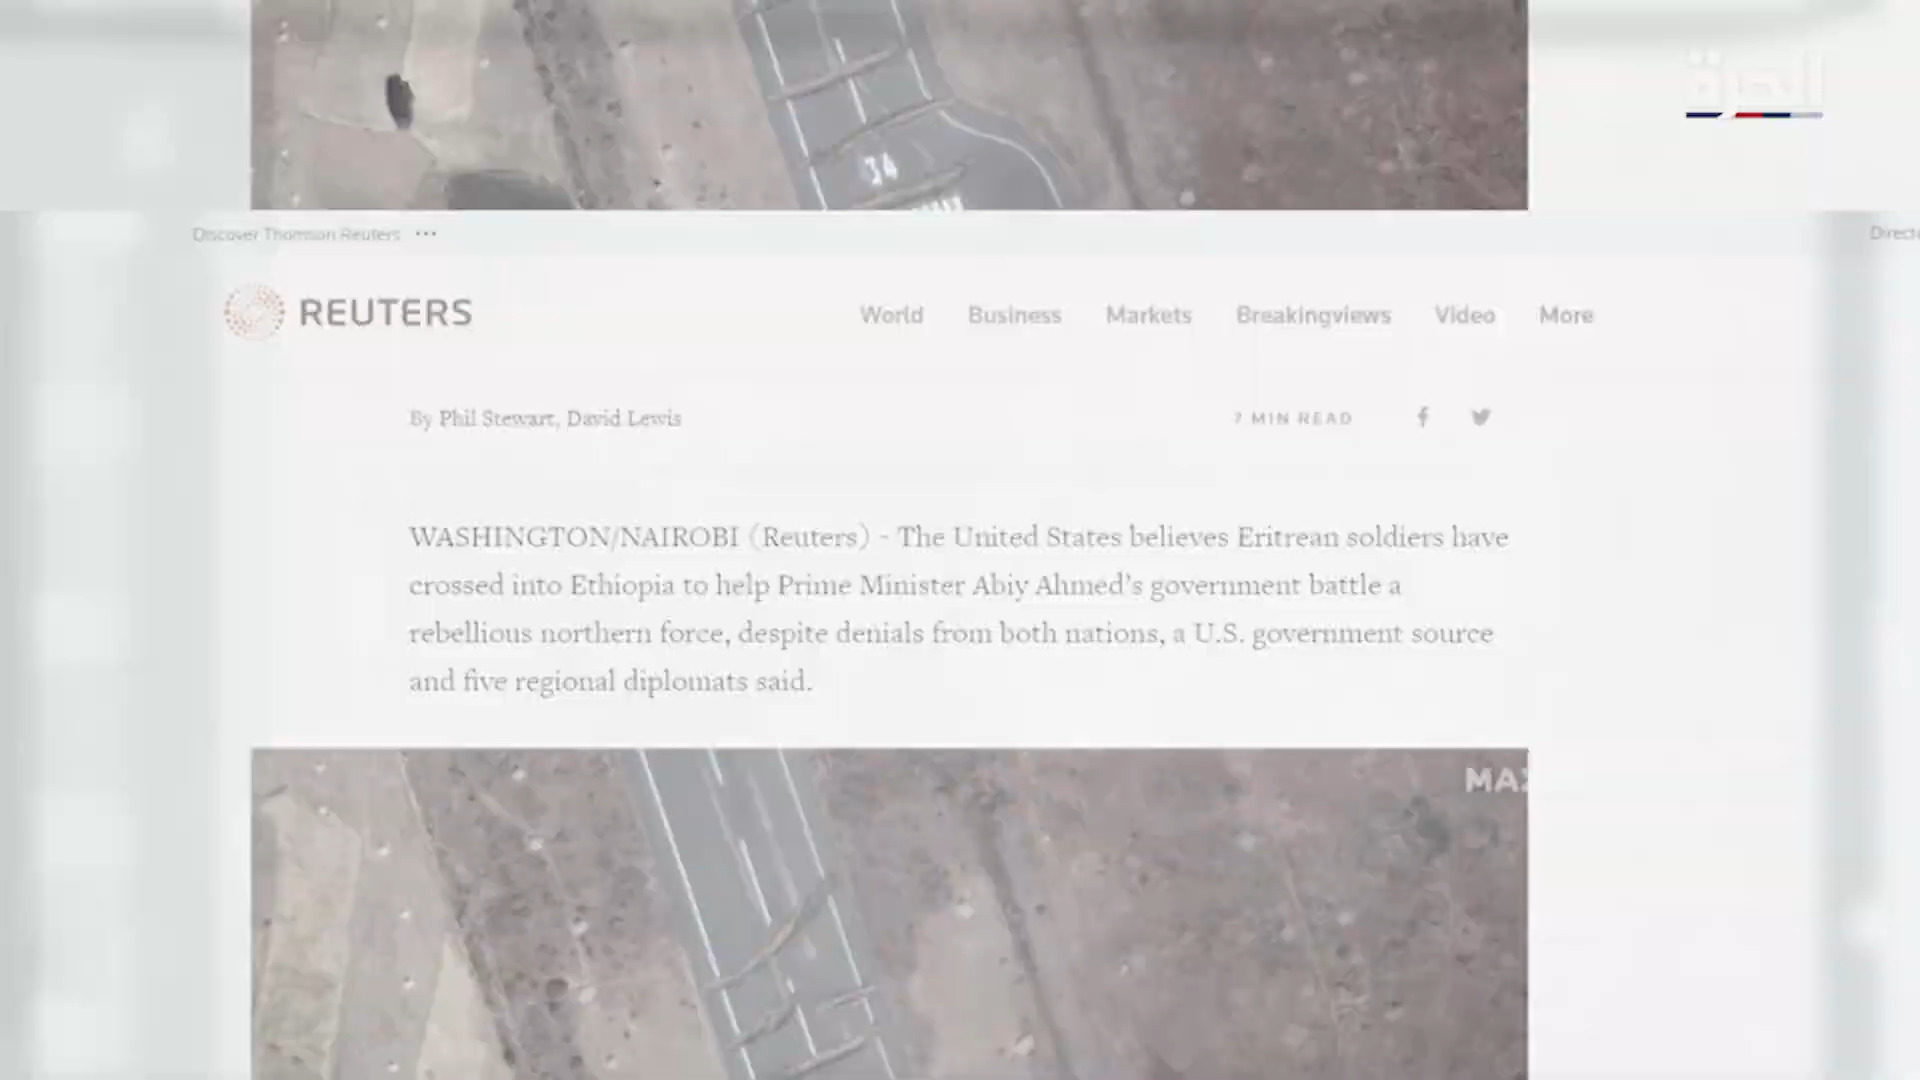 الحرة
34
Discover Thomson Reuters ...
REUTERS
World Business Markets Breakingviews Video More
By Phil Stewart, David Lewis
7 MIN READ
WASHINGTON/NAIROBI (Reuters) - The United States believes Eritrean soldiers have
crossed into Ethiopia to help Prime Minister Abiy Ahmed’s government battle a
rebellious northern force, despite denials from both nations, a U.S. government source
and five regional diplomats said.